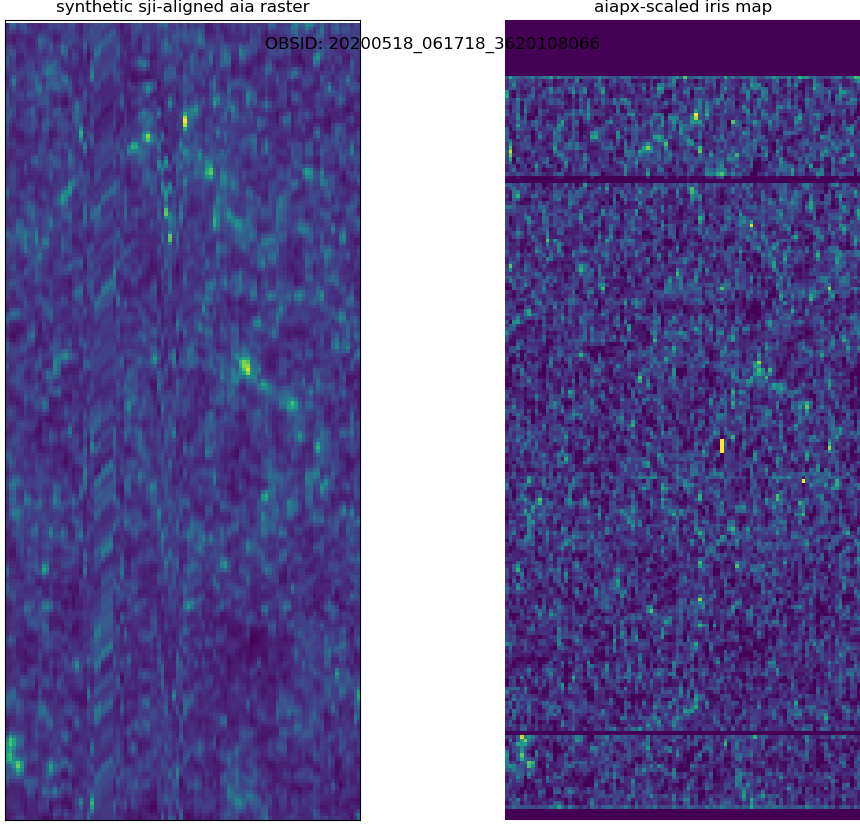 synthetic sji-aligned aia raster
aiapx-scaled iris map
OBSID: 20200518_061718_3620108066